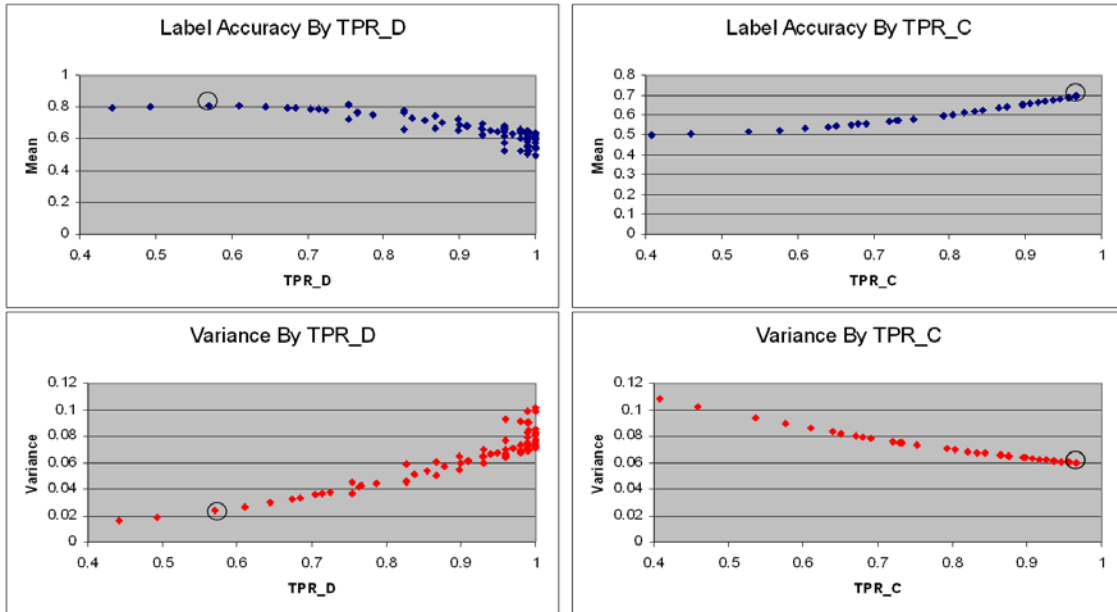 Label Accuracy By TPR_D
1
0.8
0.6
0.4
0.2
0
Mean
0.4 0.5 0.6 0.7 0.8 0.9 1
TPR_D
Label Accuracy By TPR_C
0.8
0.7
0.6
0.5
0.4
0.3
0.2
0.1
0
Mean
0.4 0.5 0.6 0.7 0.8 0.9 1
TPR_C
Variance By TPR_D
0.12
0.1
0.08
0.06
0.04
0.02
0
Variance
0.4 0.5 0.6 0.7 0.8 0.9 1
TPR_D
Variance By TPR_C
0.12
0.1
0.08
0.06
0.04
0.02
0
Variance
0.4 0.5 0.6 0.7 0.8 0.9 1
TPR_C